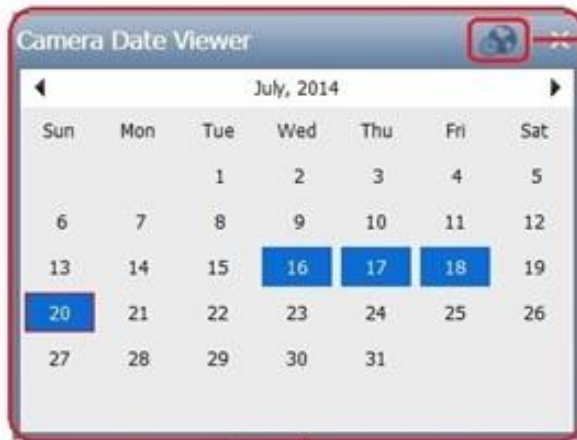 Camera Date Viewer
July, 2014
Sun Mon Tue Wed Thu Fri Sat
1 2 3 4 5
6 7 8 9 10 11 12
13 14 15 16 17 18 19
20 21 22 23 24 25 26
27 28 29 30 31